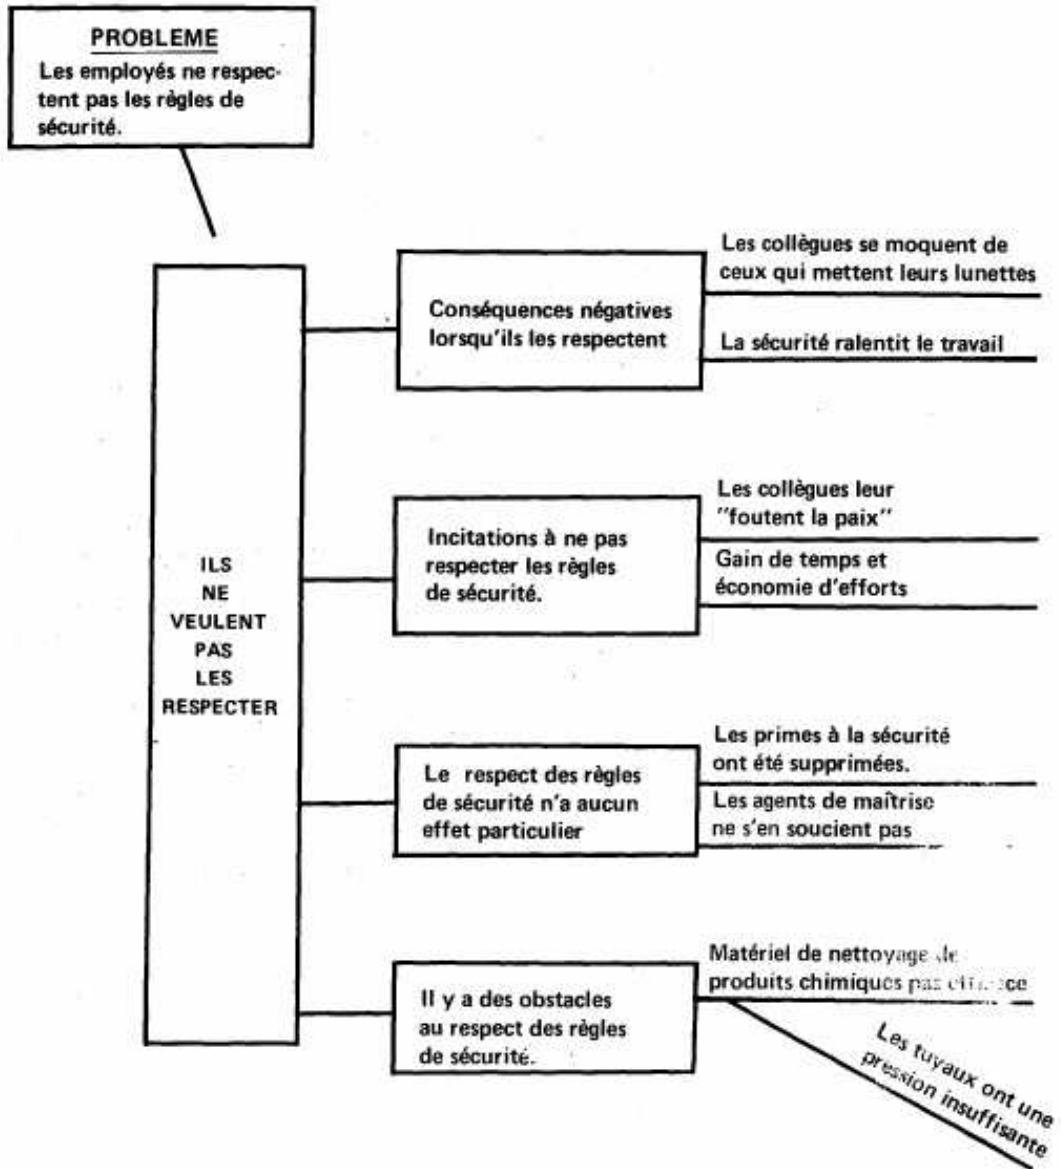 PROBLEME
Les employés ne respec-
tent pas les règles de
sécurité.
ILS
NE
VEULENT
PAS
LES
RESPECTER
Conséquences négatives
lorsqu'ils les respectent
Les collègues se moquent de
ceux qui mettent leurs lunettes
La sécurité ralentit le travail
Incitations à ne pas
respecter les règles
de sécurité.
Les collègues leur
"foutent la paix"
Gain de temps et
économie d'efforts
Le respect des règles
de sécurité n'a aucun
effet particulier
Les primes à la sécurité
ont été supprimées.
Les agents de maîtrise
ne s'en soucient pas
Il y a des obstacles
au respect des règles
de sécurité.
Matériel de nettoyage de
produits chimiques pas
Les tuyaux ont une
pression insuffisante